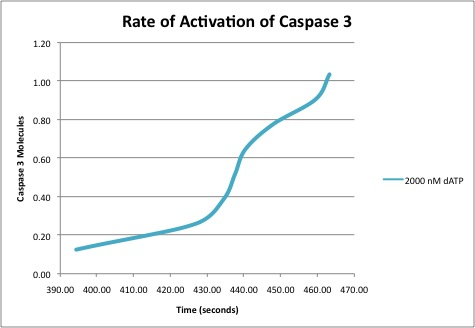 Rate of Activation of Caspase 3
1.20
1.00
0.80
0.60
0.40
0.20
0.00
Caspase 3 Molecules
390.00 400.00 410.00 420.00 430.00 440.00 450.00 460.00 470.00
Time (seconds)
2000 nM dATP